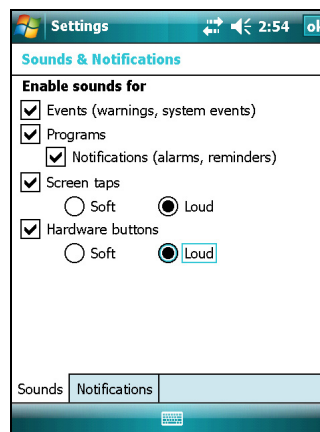 Settings 2:54 ok
Sounds & Notifications
Enable sounds for
Events (warnings, system events)
Programs
Notifications (alarms, reminders)
Screen taps
Soft Loud
Hardware buttons
Soft Loud
Sounds Notifications